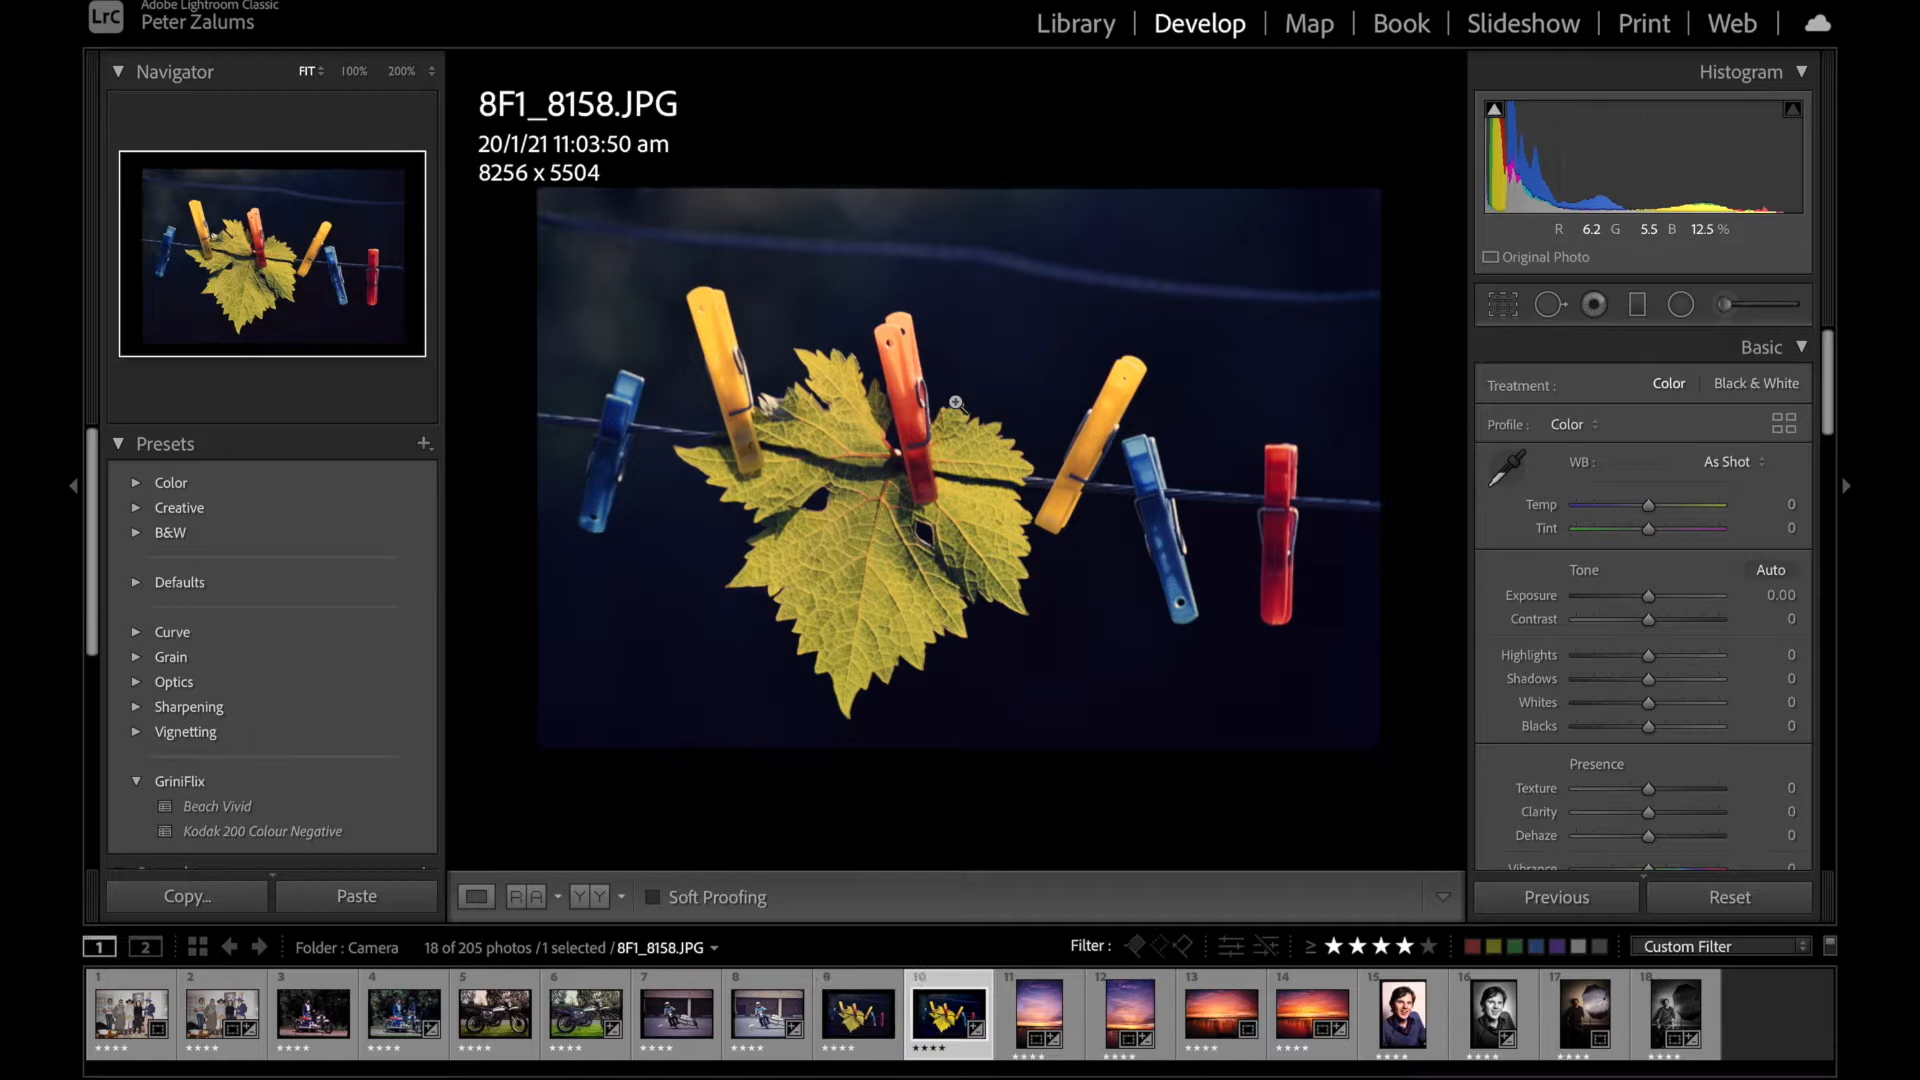 LrC
Adobe Lightroom Classic
Peter Zalums
Library | Develop | Map | Book | Slideshow | Print | Web
Navigator FIT 100% 200%
8F1_8158.JPG
20/1/21 11:03:50 am
8256 x 5504
Histogram
R 6.2 G 5.5 B 12.5 %
Original Photo
Basic
Treatment : Color Black & White
Profile : Color
WB : As Shot
Temp 0
Tint 0
Tone Auto
Exposure 0.00
Contrast 0
Highlights 0
Shadows 0
Whites 0
Blacks 0
Presence
Texture 0
Clarity 0
Dehaze 0
Vibrance 0
Previous Reset
Presets
Color
Creative
B&W
Defaults
Curve
Grain
Optics
Sharpening
Vignetting
GriniFlix
Beach Vivid
Kodak 200 Colour Negative
Copy... Paste
R A Y Y Soft Proofing
1 2 Folder : Camera 18 of 205 photos /1 selected /8F1_8158.JPG Filter : ≥ ★★★★★ Custom Filter
1 2 3 4 5 6 7 8 9 10 11 12 13 14 15 16 17 18